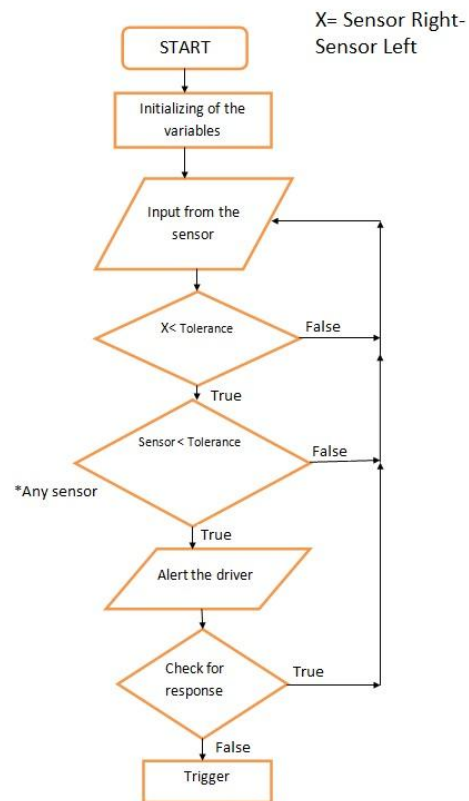 X= Sensor Right-
Sensor Left
START
Initializing of the
variables
Input from the
sensor
X< Tolerance
False
True
Sensor < Tolerance
False
*Any sensor
True
Alert the driver
Check for
response
True
False
Trigger